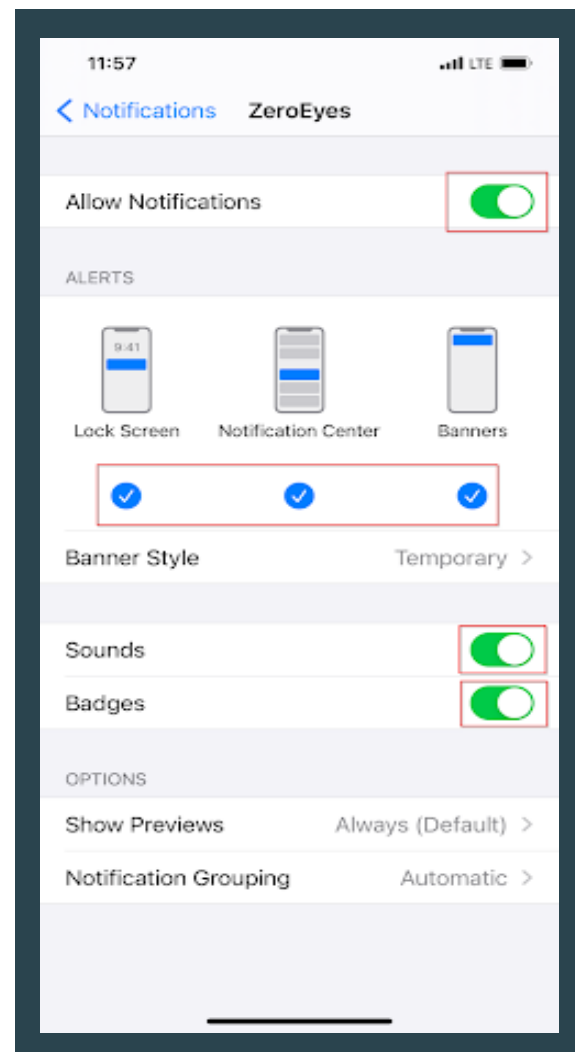 11:57 LTE
Notifications ZeroEyes
Allow Notifications
ALERTS
9:41
Lock Screen Notification Center Banners
Banner Style Temporary
Sounds
Badges
OPTIONS
Show Previews Always (Default)
Notification Grouping Automatic